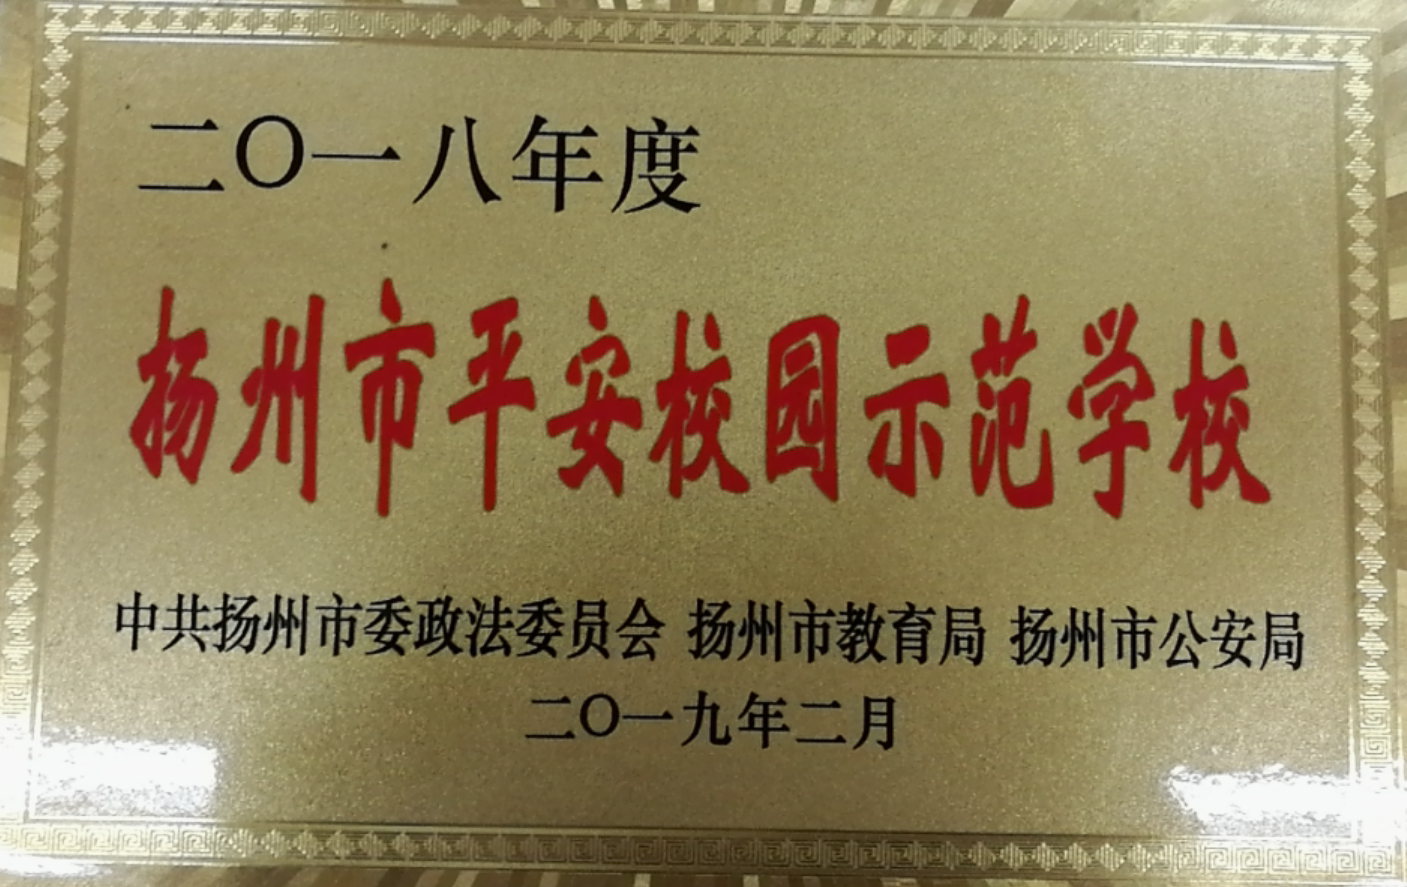 二〇一八年度
扬州市平安校园示范学校
中共扬州市委政法委员会 扬州市教育局 扬州市公安局
二〇一九年二月